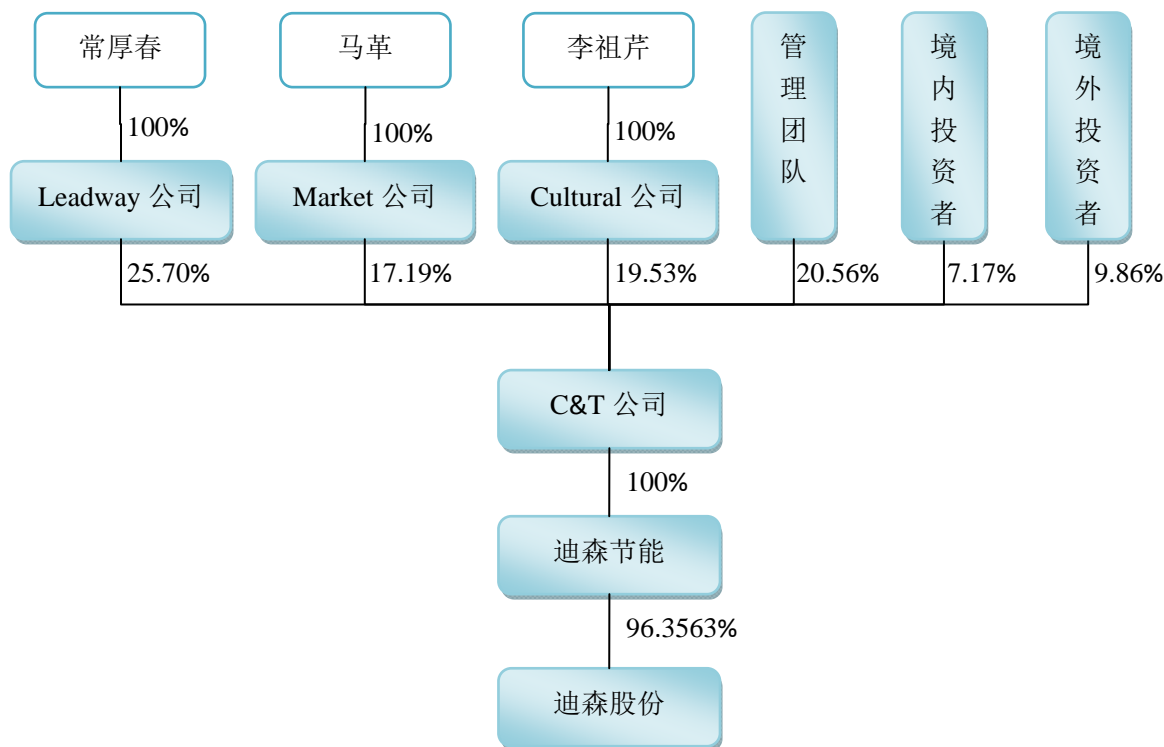 常厚春
马革
李祖芹
管理团队
境内投资者
境外投资者
100%
100%
100%
Leadway 公司
Market 公司
Cultural 公司
25.70%
17.19%
19.53%
20.56%
7.17%
9.86%
C&T 公司
100%
迪森节能
96.3563%
迪森股份